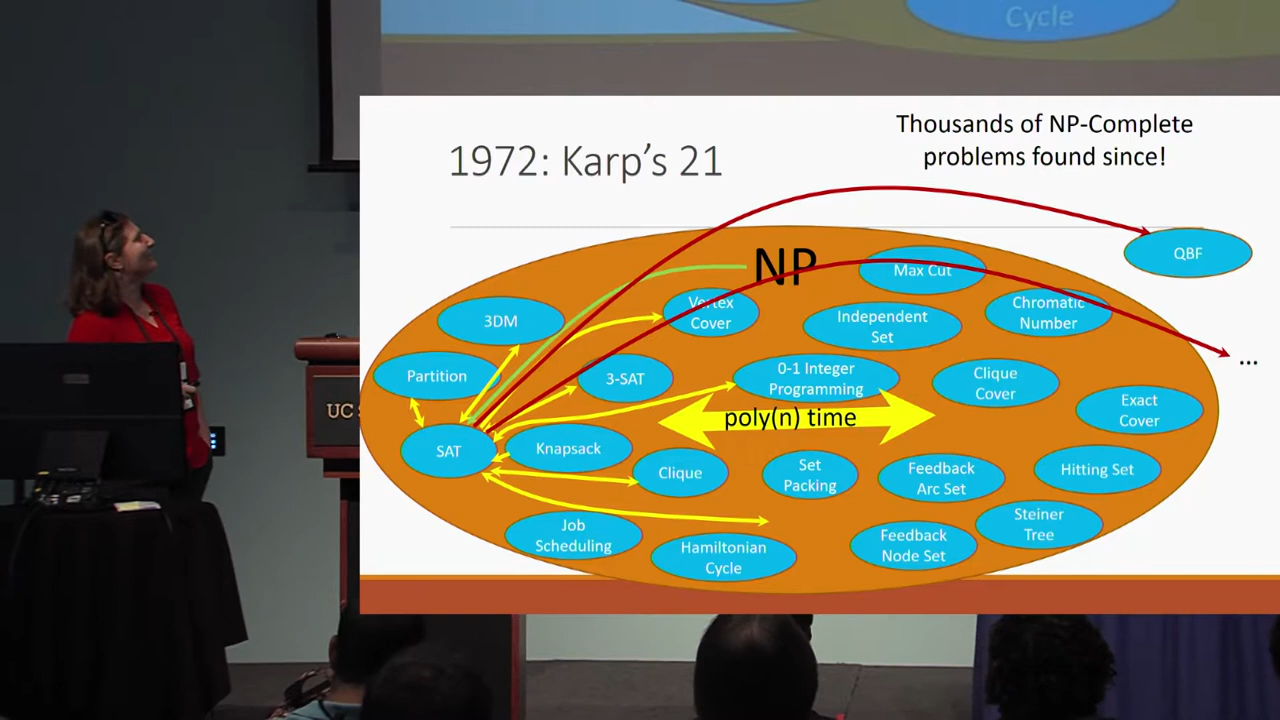 Cycle
Thousands of NP-Complete
problems found since!
1972: Karp's 21
QBF
NP
Max Cut
3DM
Vertex
Cover
Independent
Set
Chromatic
Number
...
Partition
3-SAT
0-1 Integer
Programming
Clique
Cover
Exact
Cover
poly(n) time
UC
SAT
Knapsack
Clique
Set
Packing
Feedback
Arc Set
Hitting Set
Job
Scheduling
Hamiltonian
Cycle
Feedback
Node Set
Steiner
Tree